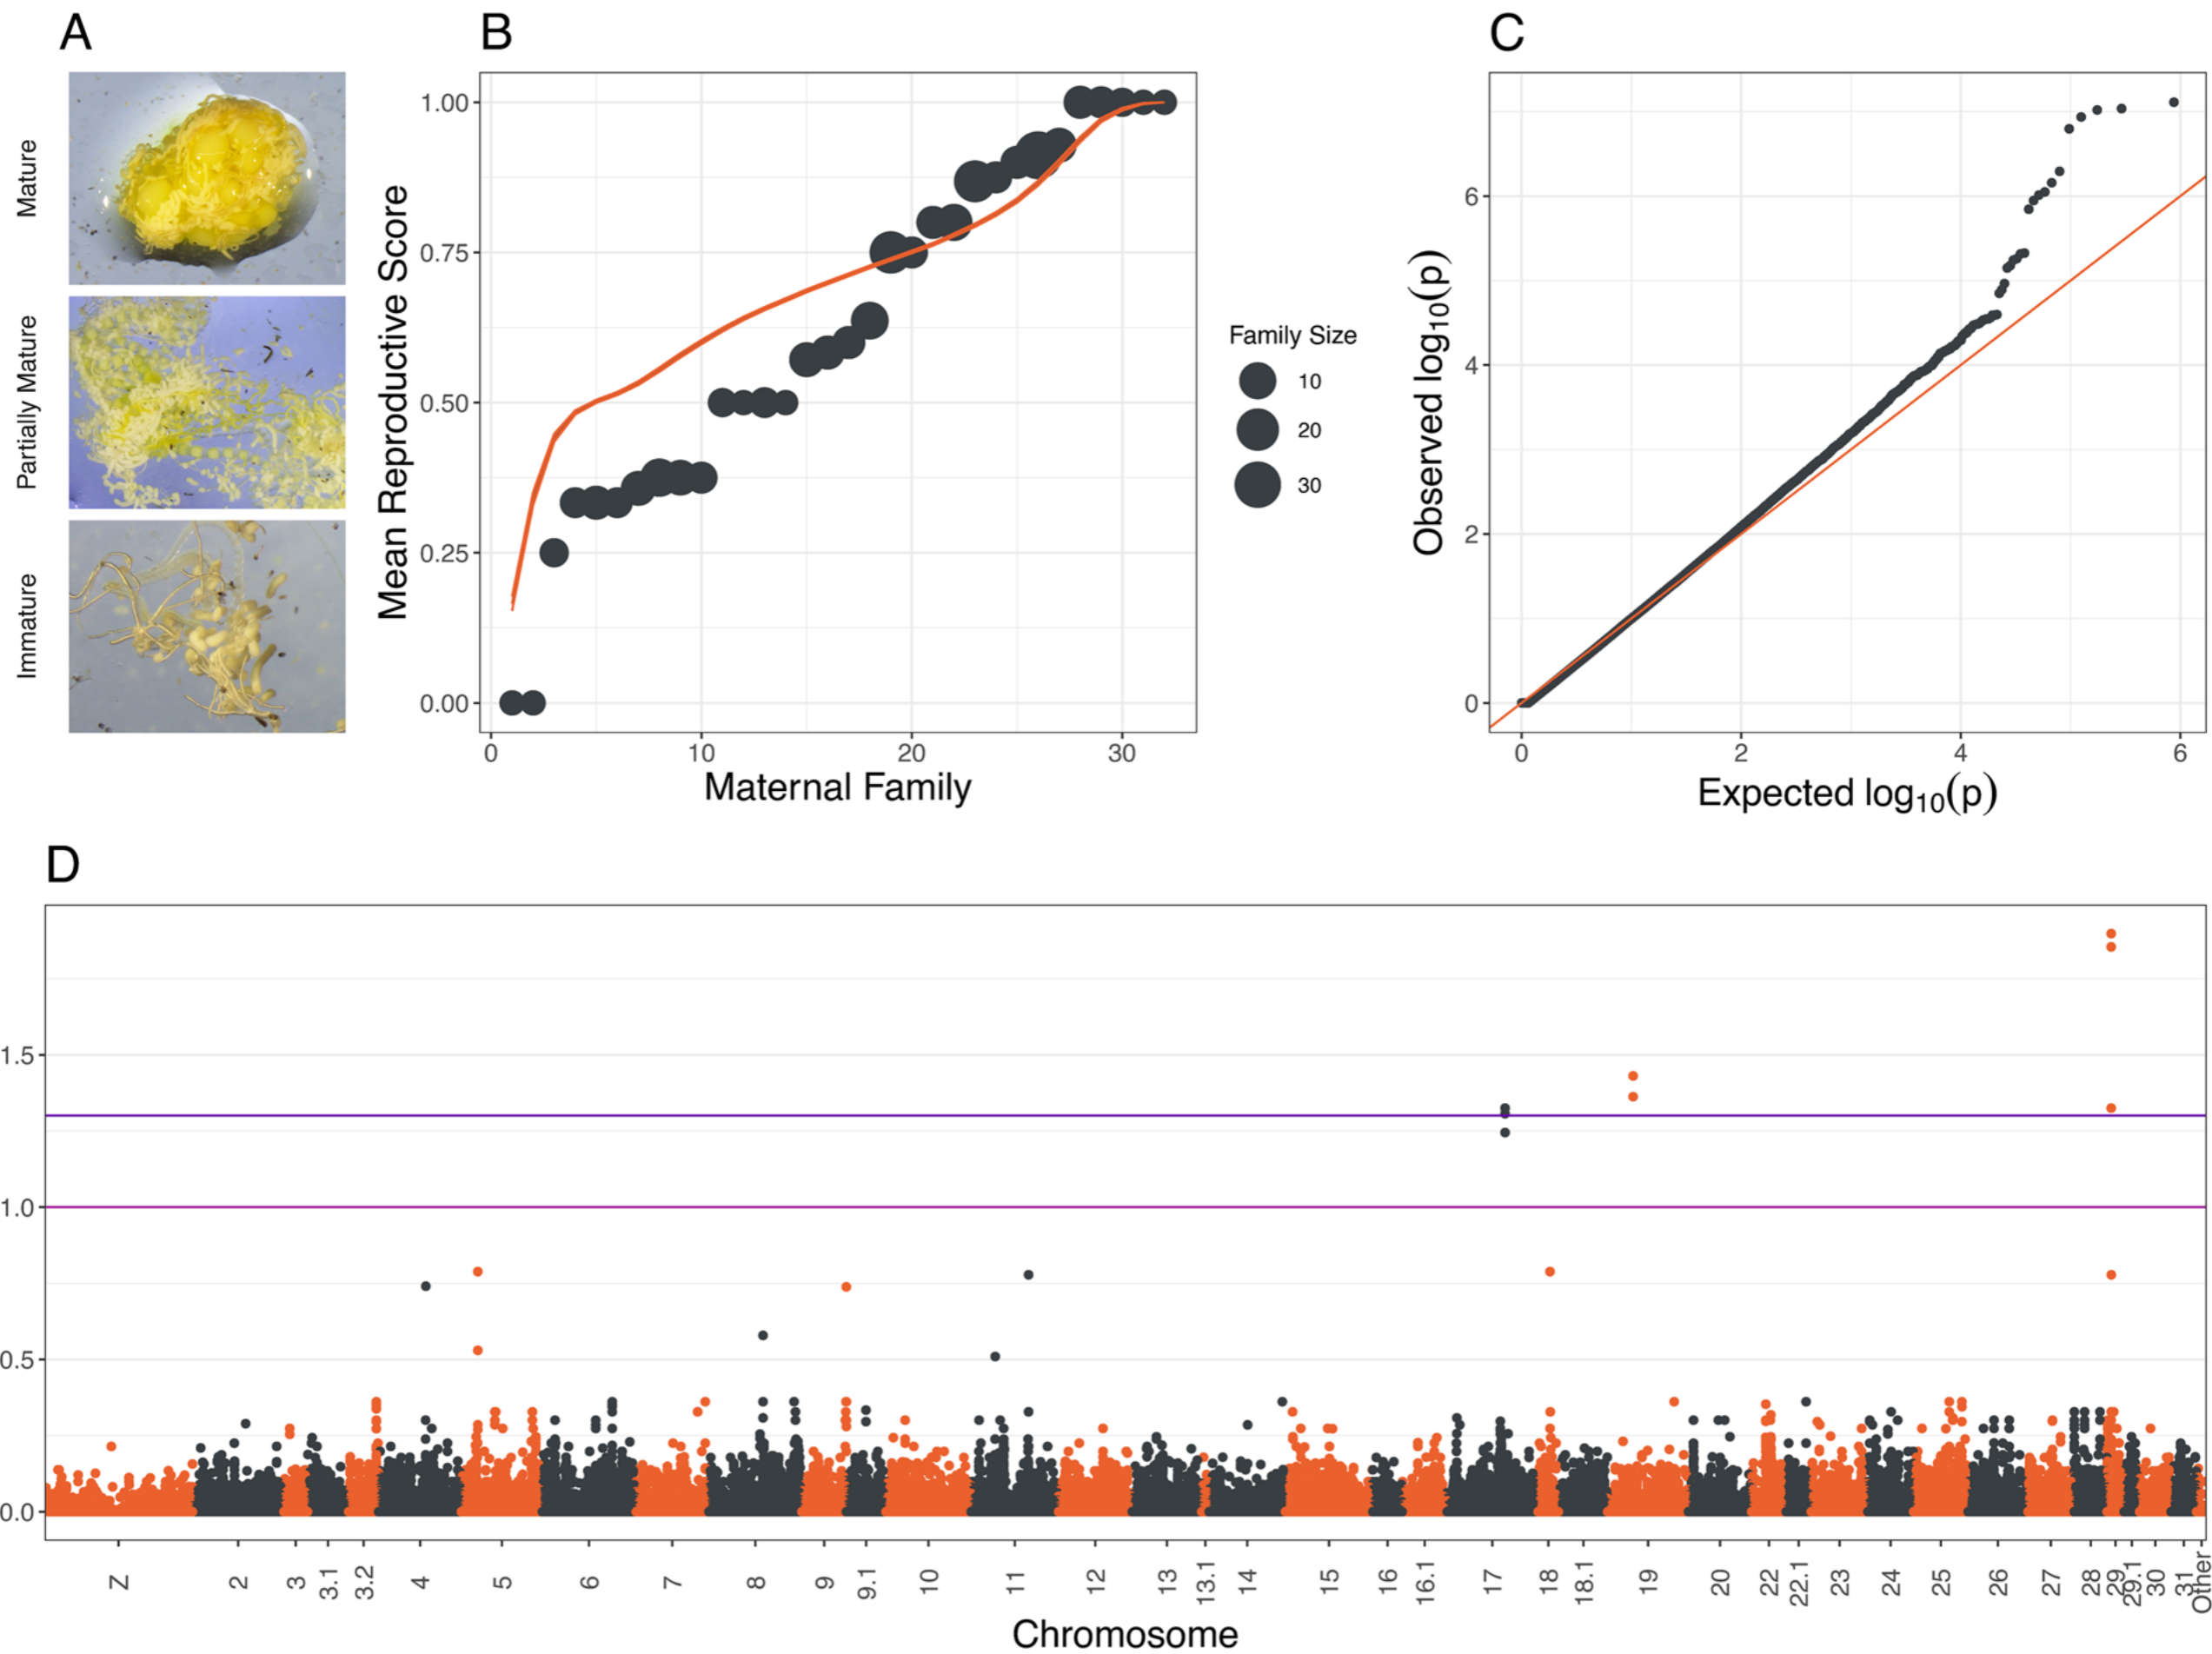 A
Mature
Partially Mature
Immature
B
Mean Reproductive Score
1.00
0.75
0.50
0.25
0.00
0 10 20 30
Maternal Family
Family Size
10
20
30
C
Observed log10(p)
6
4
2
0
0 2 4 6
Expected log10(p)
D
1.5
1.0
0.5
0.0
Z 2 3 3.1 3.2 4 5 6 7 8 9 9.1 10 11 12 13 13.1 14 15 16 16.1 17 18 18.1 19 20 22 22.1 23 24 25 26 27 28 29 29.1 30 31 Other
Chromosome